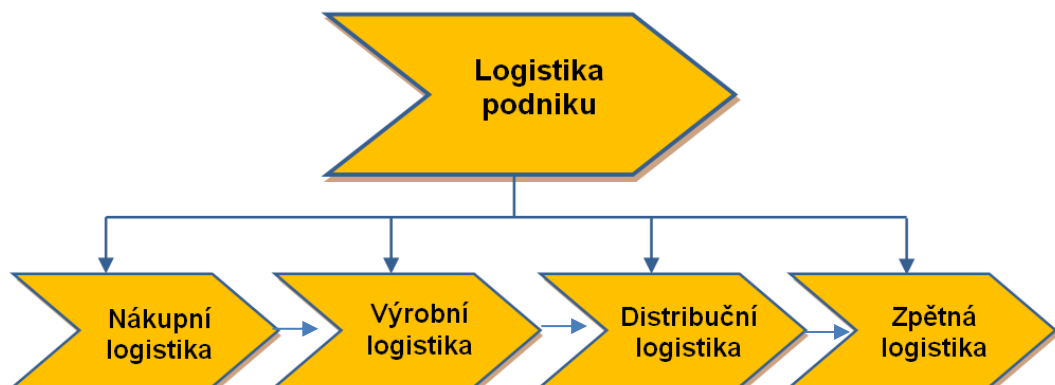 Logistika
podniku
Nákupní
logistika
Výrobní
logistika
Distribuční
logistika
Zpětná
logistika